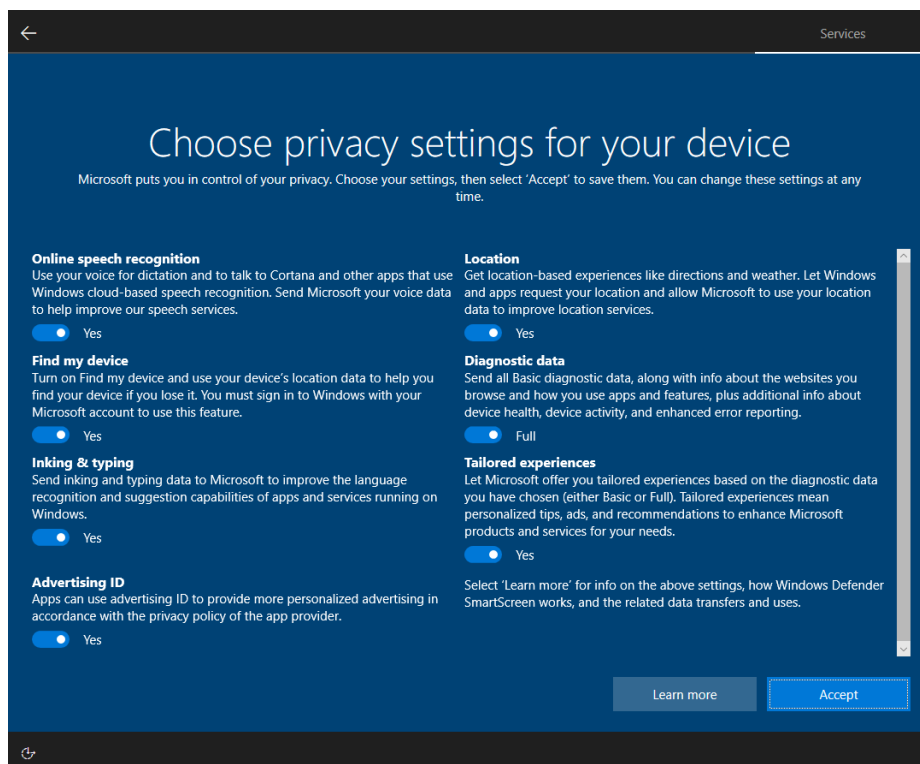 Services
Choose privacy settings for your device
Microsoft puts you in control of your privacy. Choose your settings, then select ‘Accept’ to save them. You can change these settings at any
time.
Online speech recognition
Use your voice for dictation and to talk to Cortana and other apps that use
Windows cloud-based speech recognition. Send Microsoft your voice data
to help improve our speech services.
Yes
Find my device
Turn on Find my device and use your device’s location data to help you
find your device if you lose it. You must sign in to Windows with your
Microsoft account to use this feature.
Yes
Inking & typing
Send inking and typing data to Microsoft to improve the language
recognition and suggestion capabilities of apps and services running on
Windows.
Yes
Advertising ID
Apps can use advertising ID to provide more personalized advertising in
accordance with the privacy policy of the app provider.
Yes
Location
Get location-based experiences like directions and weather. Let Windows
and apps request your location and allow Microsoft to use your location
data to improve location services.
Yes
Diagnostic data
Send all Basic diagnostic data, along with info about the websites you
browse and how you use apps and features, plus additional info about
device health, device activity, and enhanced error reporting.
Full
Tailored experiences
Let Microsoft offer you tailored experiences based on the diagnostic data
you have chosen (either Basic or Full). Tailored experiences mean
personalized tips, ads, and recommendations to enhance Microsoft
products and services for your needs.
Yes
Select ‘Learn more’ for info on the above settings, how Windows Defender
SmartScreen works, and the related data transfers and uses.
Learn more
Accept